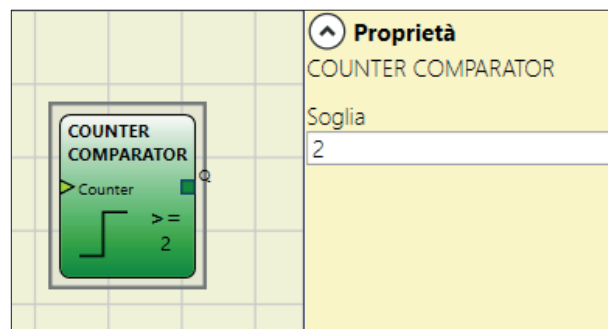 COUNTER
COMPARATOR
Counter
Q
>=
2
Proprietà
COUNTER COMPARATOR
Soglia
2